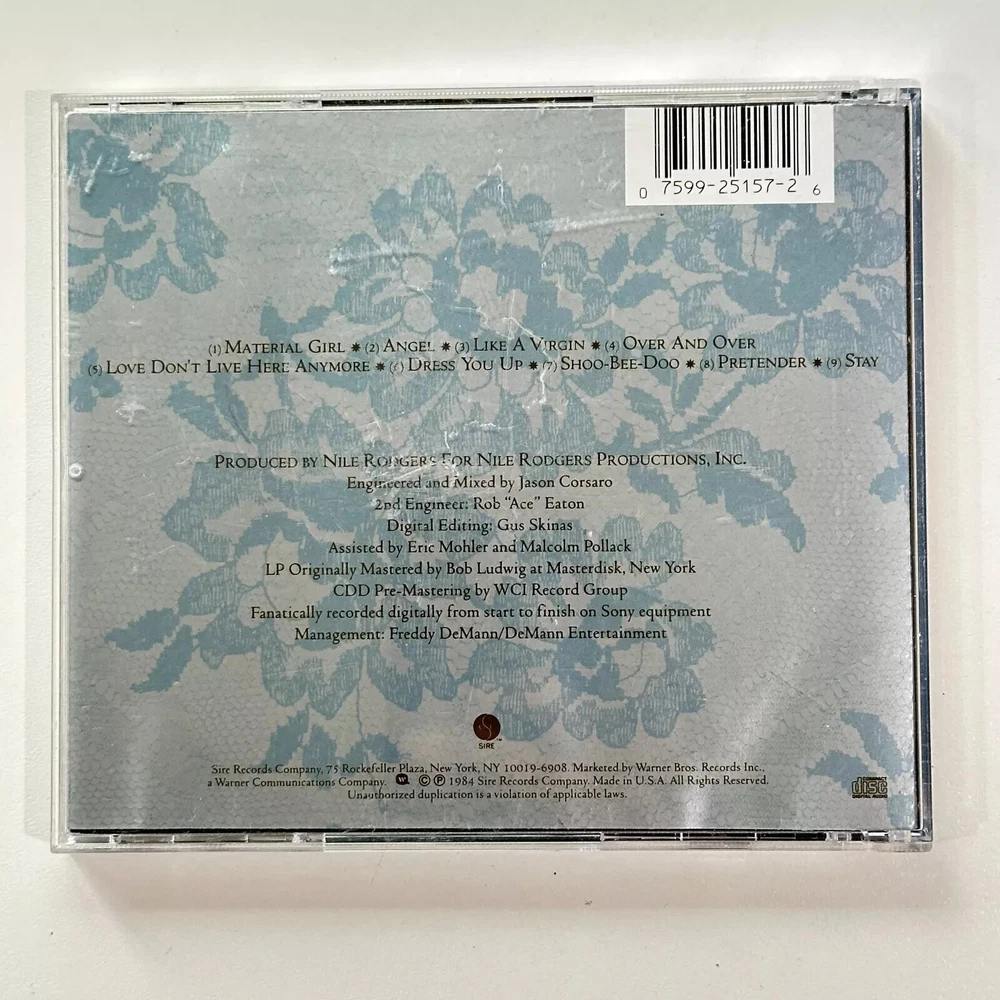 0 7599-25157-2 6
(1) MATERIAL GIRL ✷ (2) ANGEL ✷ (3) LIKE A VIRGIN ✷ (4) OVER AND OVER
(5) LOVE DON'T LIVE HERE ANYMORE ✷ (6) DRESS YOU UP ✷ (7) SHOO-BEE-DOO ✷ (8) PRETENDER ✷ (9) STAY
PRODUCED BY NILE RODGERS FOR NILE RODGERS PRODUCTIONS, INC.
Engineered and Mixed by Jason Corsaro
2nd Engineer: Rob "Ace" Eaton
Digital Editing: Gus Skinas
Assisted by Eric Mohler and Malcolm Pollack
LP Originally Mastered by Bob Ludwig at Masterdisk, New York
CDD Pre-Mastering by WCI Record Group
Fanatically recorded digitally from start to finish on Sony equipment
Management: Freddy DeMann/DeMann Entertainment
SIRE ™
Sire Records Company, 75 Rockefeller Plaza, New York, NY 10019-6908. Marketed by Warner Bros. Records Inc.,
a Warner Communications Company. © ℗ 1984 Sire Records Company. Made in U.S.A. All Rights Reserved.
Unauthorized duplication is a violation of applicable laws.
COMPACT
disc
DIGITAL AUDIO